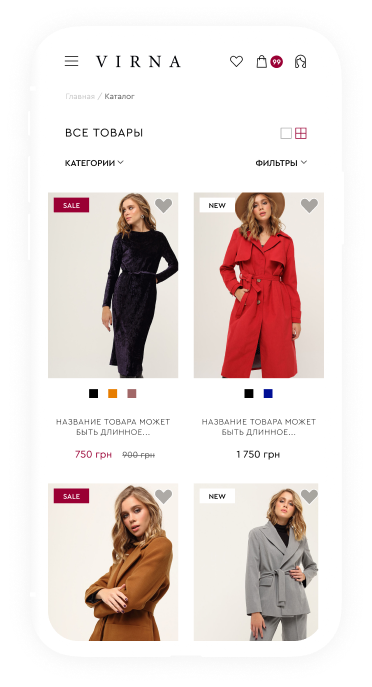 VIRNA
99
Главная / Каталог
ВСЕ ТОВАРЫ
КАТЕГОРИИ
ФИЛЬТРЫ
SALE
NEW
НАЗВАНИЕ ТОВАРА МОЖЕТ
БЫТЬ ДЛИННОЕ...
750 грн 900 грн
НАЗВАНИЕ ТОВАРА МОЖЕТ
БЫТЬ ДЛИННОЕ...
1 750 грн
SALE
NEW